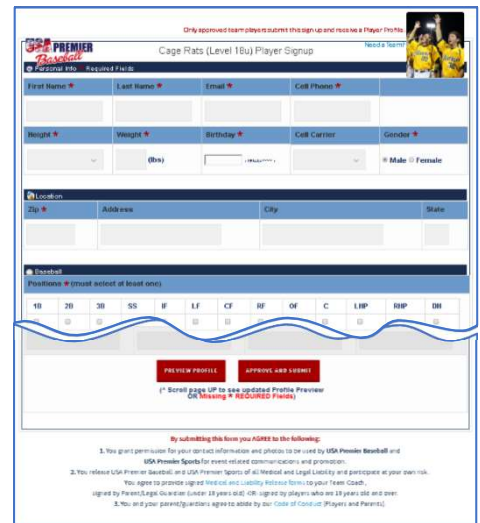 Only approved team players submit this sign up and receive a Player Profile.
USA PREMIER
Baseball
Cage Rats (Level 18u) Player Signup
Need a Team?
Personal Info Required Fields
First Name * Last Name * Email * Cell Phone *
Height * Weight * Birthday * Cell Carrier Gender *
(lbs) Male Female
Location
Zip * Address City State
Baseball
Positions * (must select at least one)
1B 2B 3B SS IF LF CF RF OF C LHP RHP DH
PREVIEW PROFILE APPROVE AND SUBMIT
(* Scroll page UP to see updated Profile Preview
OR Missing * REQUIRED Fields)
By submitting this form you AGREE to the following:
1. You grant permission for your contact information and photos to be used by USA Premier Baseball and
USA Premier Sports for event related communications and promotion.
2. You release USA Premier Baseball and USA Premier Sports of all Medical and Legal Liability and participate at your own risk.
You agree to provide signed Medical and Liability Release forms to your Team Coach,
signed by Parent/Legal Guardian (under 18 years old) -OR- signed by players who are 18 years old and over.
3. You and your parent/guardians agree to abide by our Code of Conduct (Players and Parents).